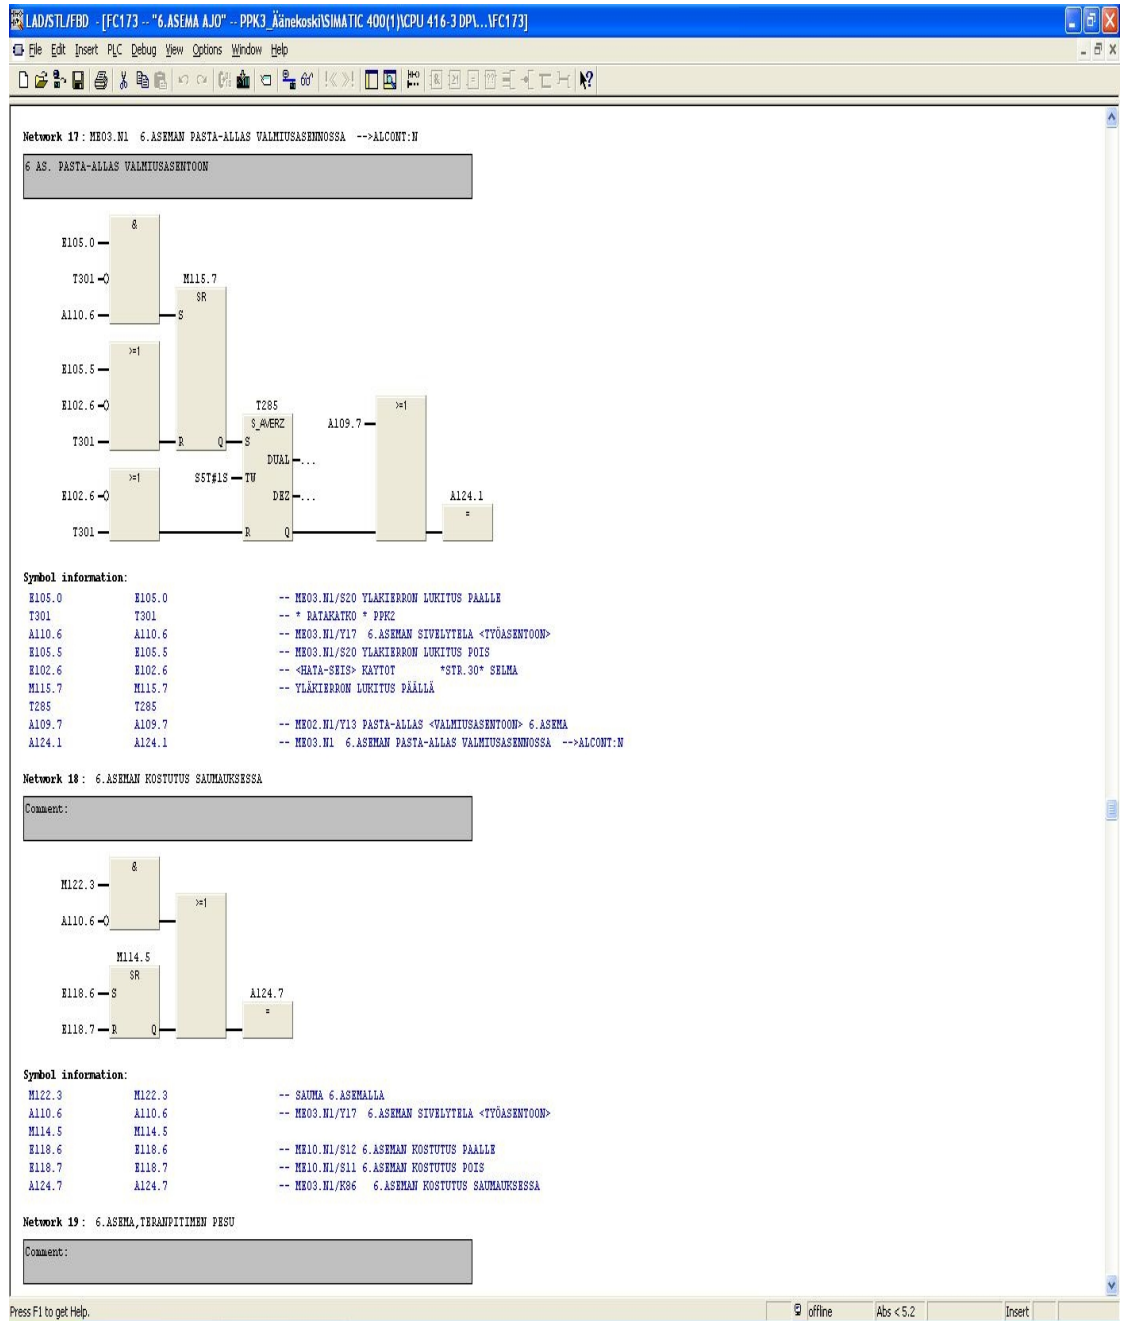 LAD/STL/FBD - [FC173 -- "6.ASEMA AJO" -- PPK3_Äänekoski\SIMATIC 400(1)\CPU 416-3 DP\...\FC173]
File Edit Insert PLC Debug View Options Window Help
Network 17: ME03.N1 6.ASEMAN PASTA-ALLAS VALMIUSASENNOSSA -->ALCONT:N
6 AS. PASTA-ALLAS VALMIUSASENTOON
&
E105.0
T301
M115.7
SR
A110.6
S
>=1
E105.5
E102.6
T285
>=1
S_AVERZ
A109.7
T301
R Q
S
DUAL
...
>=1
S5T#1S
TW
E102.6
DEZ
...
A124.1
=
T301
R Q
Symbol information:
E105.0 E105.0 -- ME03.N1/S20 YLAKIERRON LUKITUS PAALLE
T301 T301 -- * RATAKATKO * PPK2
A110.6 A110.6 -- ME03.N1/Y17 6.ASEMAN SIVELYTELA <TYÖASENTOON>
E105.5 E105.5 -- ME03.N1/S20 YLAKIERRON LUKITUS POIS
E102.6 E102.6 -- <HATA-SEIS> KAYTOT *STR.30* SELMA
M115.7 M115.7 -- YLÄKIERRON LUKITUS PÄÄLLÄ
T285 T285
A109.7 A109.7 -- ME02.N1/Y13 PASTA-ALLAS <VALMIUSASENTOON> 6.ASEMA
A124.1 A124.1 -- ME03.N1 6.ASEMAN PASTA-ALLAS VALMIUSASENNOSSA -->ALCONT:N
Network 18: 6.ASEMAN KOSTUTUS SAUMAUKSESSA
Comment:
&
M122.3
>=1
A110.6
M114.5
SR
E118.6
S
A124.7
=
E118.7
R Q
Symbol information:
M122.3 M122.3 -- SAUMA 6.ASEMALLA
A110.6 A110.6 -- ME03.N1/Y17 6.ASEMAN SIVELYTELA <TYÖASENTOON>
M114.5 M114.5
E118.6 E118.6 -- ME10.N1/S12 6.ASEMAN KOSTUTUS PAALLE
E118.7 E118.7 -- ME10.N1/S11 6.ASEMAN KOSTUTUS POIS
A124.7 A124.7 -- ME03.N1/K86 6.ASEMAN KOSTUTUS SAUMAUKSESSA
Network 19: 6.ASEMA,TERANPITIMEN PESU
Comment:
Press F1 to get Help.
offline
Abs < 5.2
Insert